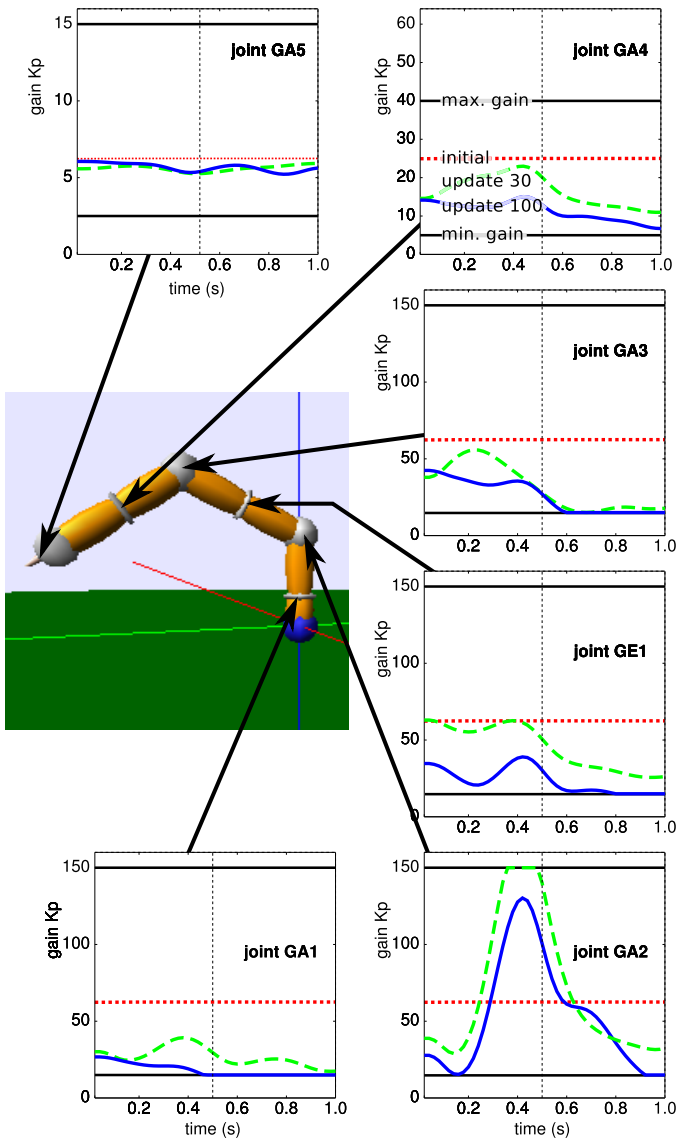 15
gain Kp
joint GA5
10
5
0
0.2 0.4 0.6 0.8 1.0
time (s)
60
gain Kp
joint GA4
50
40
max. gain
30
initial
20
update 30
update 100
10
min. gain
0
0.2 0.4 0.6 0.8 1.0
150
gain Kp
joint GA3
100
50
0
0.2 0.4 0.6 0.8 1.0
150
gain Kp
joint GE1
100
50
0
0.2 0.4 0.6 0.8 1.0
150
gain Kp
joint GA1
100
50
0
0.2 0.4 0.6 0.8 1.0
150
gain Kp
joint GA2
100
50
0
0.2 0.4 0.6 0.8 1.0
time (s)